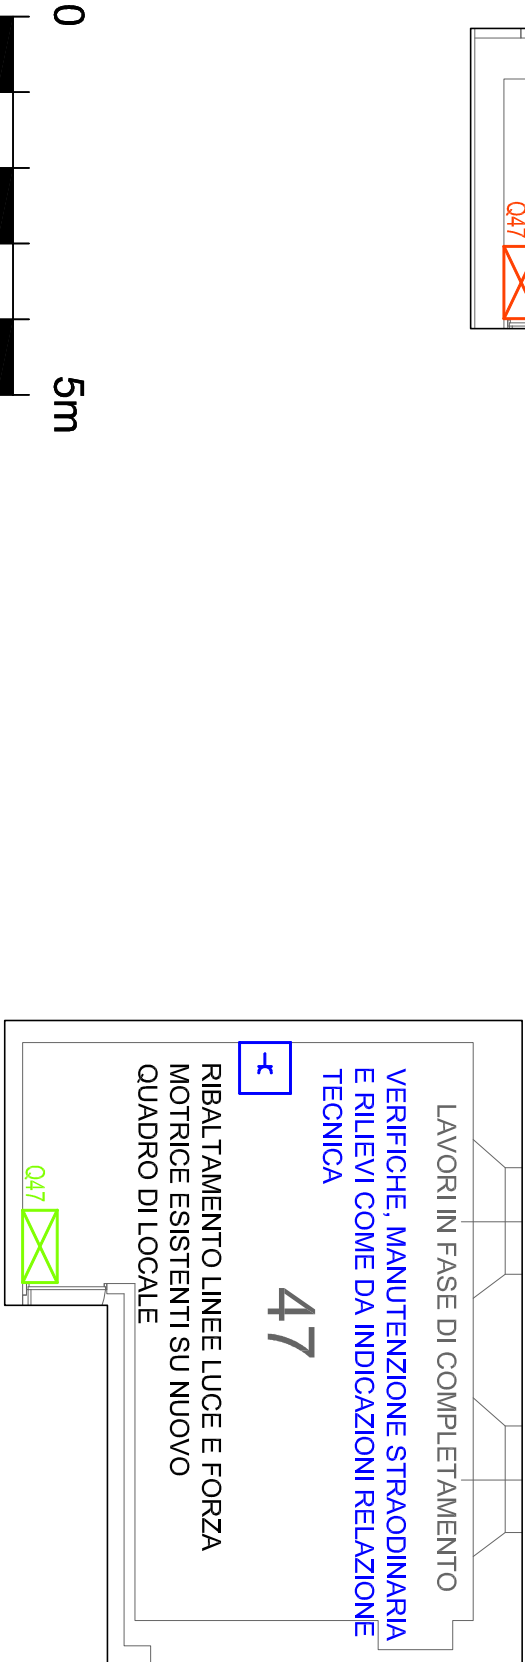 0
5m
Q47
LAVORI IN FASE DI COMPLETAMENTO
VERIFICHE, MANUTENZIONE STRAODINARIA
E RILIEVI COME DA INDICAZIONI RELAZIONE
TECNICA
47
RIBALTAMENTO LINEE LUCE E FORZA
MOTRICE ESISTENTI SU NUOVO
QUADRO DI LOCALE
Q47